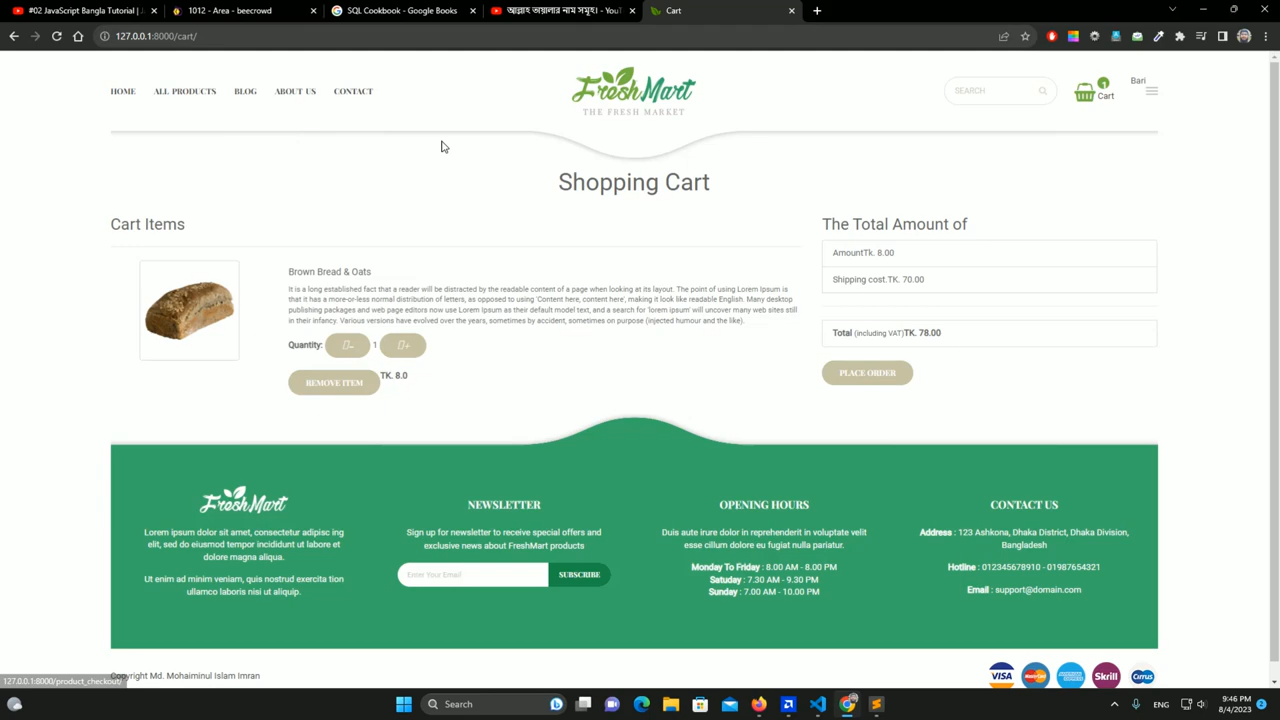 #02 JavaScript Bangla Tutorial |
1012 - Area - beecrowd
SQL Cookbook - Google Books
আল্লাহ তায়ালার নাম সমূহ। - YouT
Cart
127.0.0.1:8000/cart/
HOME
ALL PRODUCTS
BLOG
ABOUT US
CONTACT
FreshMart
THE FRESH MARKET
SEARCH
1
Cart
Bari
Shopping Cart
Cart Items
Brown Bread & Oats
It is a long established fact that a reader will be distracted by the readable content of a page when looking at its layout. The point of using Lorem Ipsum is
that it has a more-or-less normal distribution of letters, as opposed to using 'Content here, content here', making it look like readable English. Many desktop
publishing packages and web page editors now use Lorem Ipsum as their default model text, and a search for 'lorem ipsum' will uncover many web sites still
in their infancy. Various versions have evolved over the years, sometimes by accident, sometimes on purpose (injected humour and the like).
Quantity: - 1 +
REMOVE ITEM TK. 8.0
The Total Amount of
AmountTk. 8.00
Shipping cost.TK. 70.00
Total (including VAT)TK. 78.00
PLACE ORDER
FreshMart
Lorem ipsum dolor sit amet, consectetur adipisc ing
elit, sed do eiusmod tempor incididunt ut labore et
dolore magna aliqua.
Ut enim ad minim veniam, quis nostrud exercita tion
ullamco laboris nisi ut aliquip.
NEWSLETTER
Sign up for newsletter to receive special offers and
exclusive news about FreshMart products
Enter Your Email
SUBSCRIBE
OPENING HOURS
Duis aute irure dolor in reprehenderit in voluptate velit
esse cillum dolore eu fugiat nulla pariatur.
Monday To Friday : 8.00 AM - 8.00 PM
Satuday : 7.30 AM - 9.30 PM
Sunday : 7.00 AM - 10.00 PM
CONTACT US
Address : 123 Ashkona, Dhaka District, Dhaka Division,
Bangladesh
Hotline : 012345678910 - 01987654321
Email : support@domain.com
Copyright Md. Mohaiminul Islam Imran
127.0.0.1:8000/product_checkout/
VISA
MasterCard
Skrill
Cirrus
Search
ENG
9:46 PM
8/4/2023
2